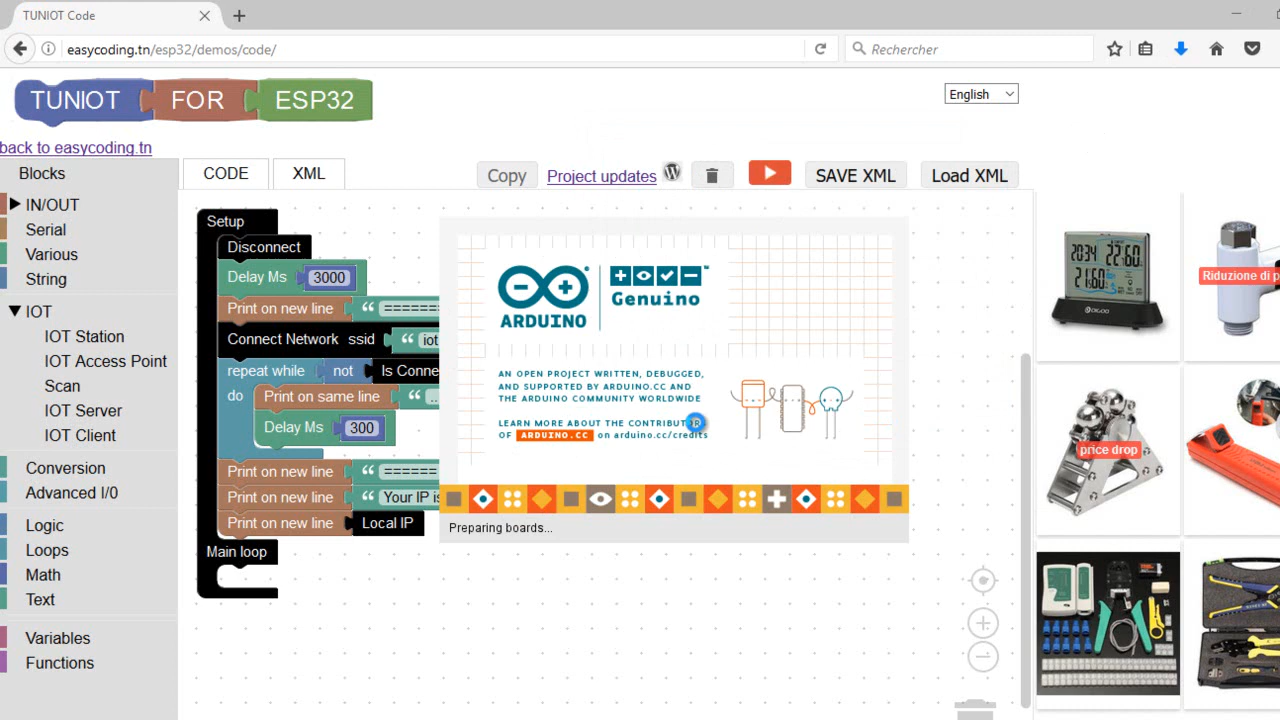 TUNIOT Code
easycoding.tn/esp32/demos/code/
Rechercher
TUNIOT FOR ESP32
English
back to easycoding.tn
Blocks
CODE
XML
Copy
Project updates
SAVE XML
Load XML
IN/OUT
Serial
Various
String
IOT
IOT Station
IOT Access Point
Scan
IOT Server
IOT Client
Conversion
Advanced I/0
Logic
Loops
Math
Text
Variables
Functions
Setup
Disconnect
Delay Ms 3000
Print on new line “ =======
Connect Network ssid “ iot
repeat while not Is Conne
do Print on same line “ ..
Delay Ms 300
Print on new line “ ======
Print on new line “ Your IP is
Print on new line Local IP
Main loop
ARDUINO
Genuino
AN OPEN PROJECT WRITTEN, DEBUGGED,
AND SUPPORTED BY ARDUINO.CC AND
THE ARDUINO COMMUNITY WORLDWIDE
LEARN MORE ABOUT THE CONTRIBUTORS
OF ARDUINO.CC on arduino.cc/credits
Preparing boards...
Riduzione di p
price drop